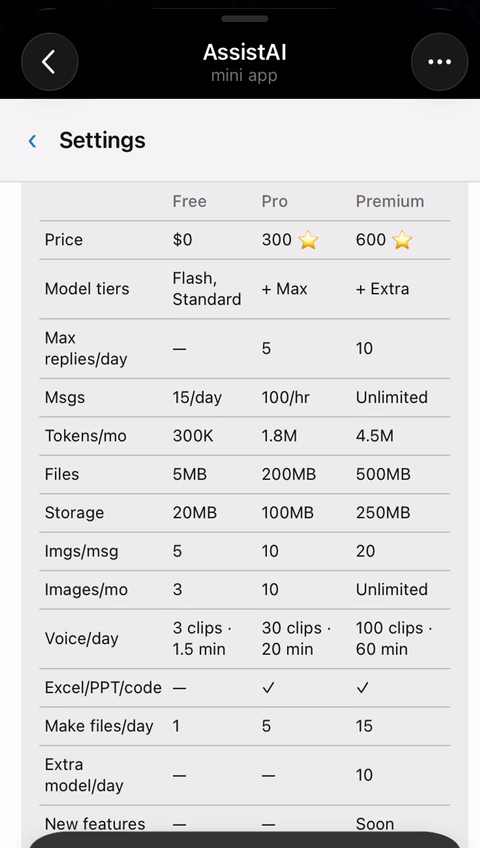 AssistAI
mini app
‹ Settings
Free Pro Premium
Price $0 300 ⭐ 600 ⭐
Model tiers Flash, Standard + Max + Extra
Max replies/day — 5 10
Msgs 15/day 100/hr Unlimited
Tokens/mo 300K 1.8M 4.5M
Files 5MB 200MB 500MB
Storage 20MB 100MB 250MB
Imgs/msg 5 10 20
Images/mo 3 10 Unlimited
Voice/day 3 clips · 1.5 min 30 clips · 20 min 100 clips · 60 min
Excel/PPT/code — ✓ ✓
Make files/day 1 5 15
Extra model/day — — 10
New features — — Soon